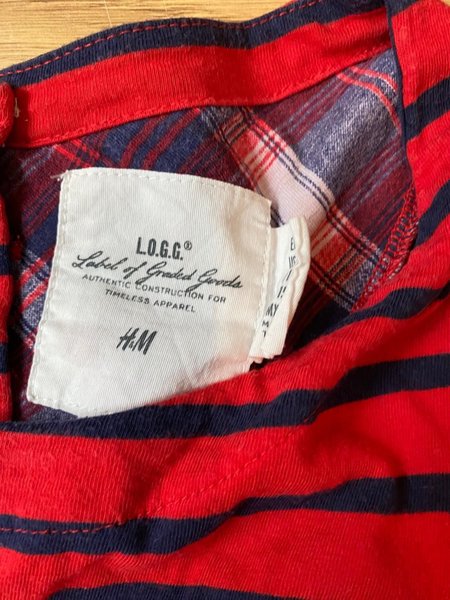 L.O.G.G.®
Label of Graded Goods
AUTHENTIC CONSTRUCTION FOR
TIMELESS APPAREL
H&M